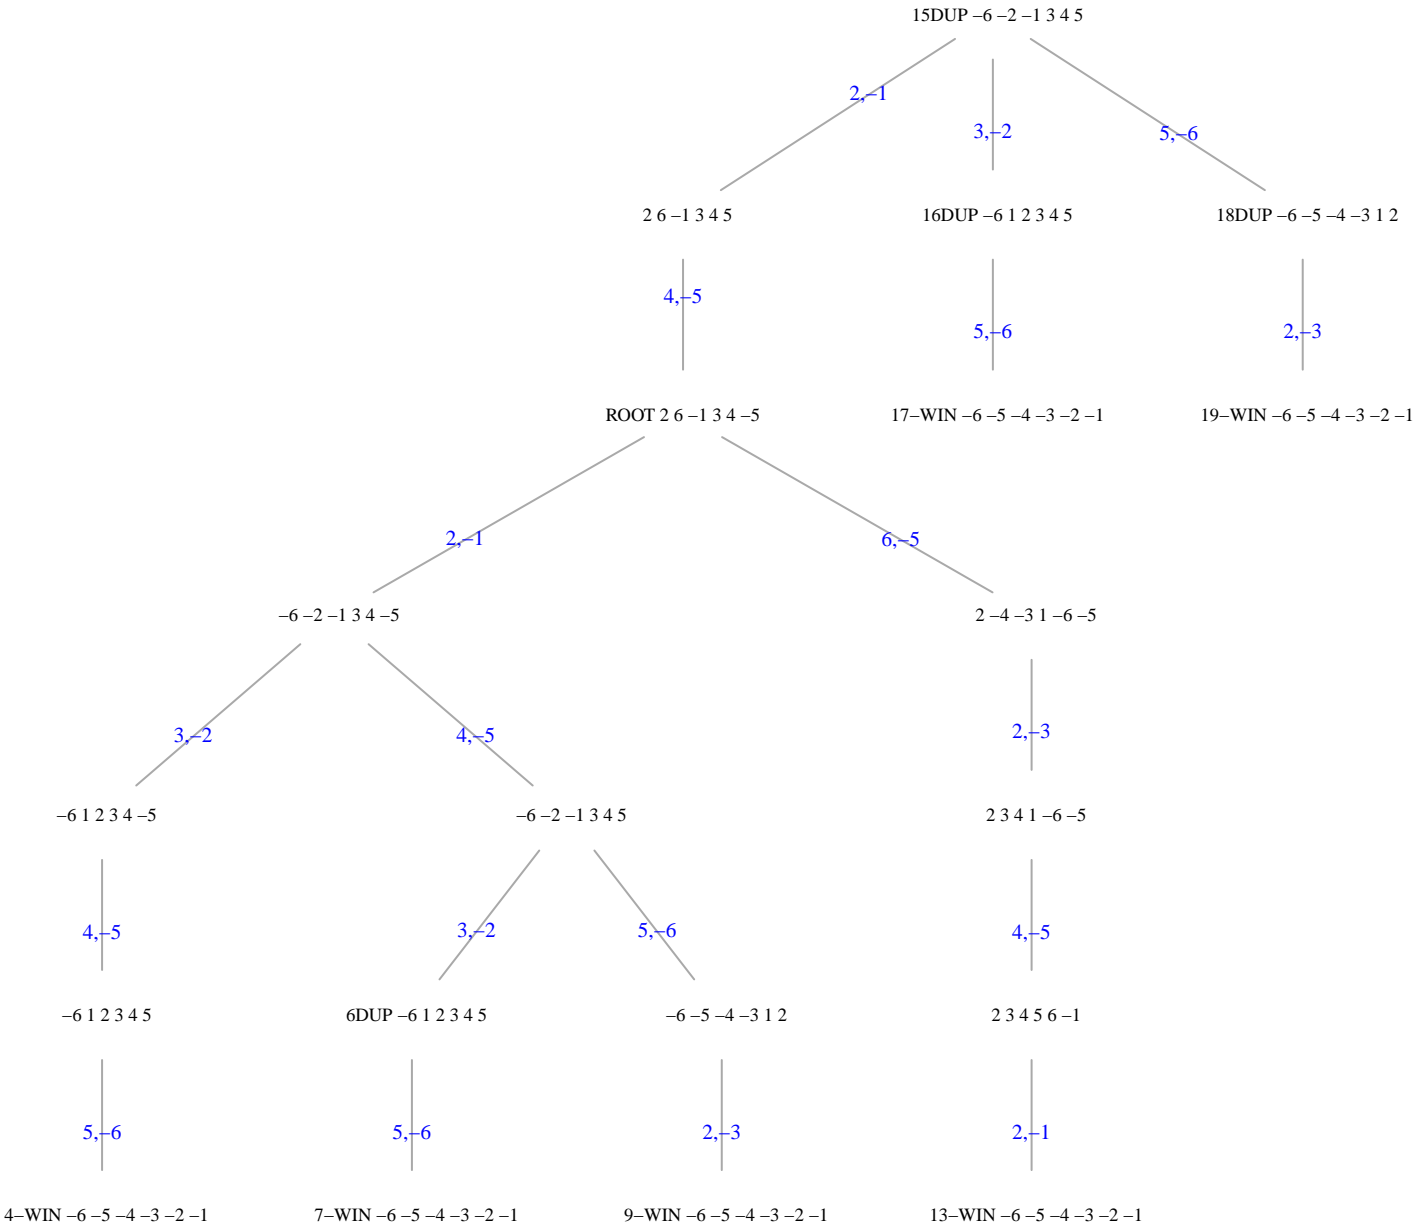 15DUP –6 –2 –1 3 4 5
2,–1
3,–2
5,–6
2 6 –1 3 4 5
16DUP –6 1 2 3 4 5
18DUP –6 –5 –4 –3 1 2
4,–5
5,–6
2,–3
ROOT 2 6 –1 3 4 –5
17–WIN –6 –5 –4 –3 –2 –1
19–WIN –6 –5 –4 –3 –2 –1
2,–1
6,–5
–6 –2 –1 3 4 –5
2 –4 –3 1 –6 –5
3,–2
4,–5
2,–3
–6 1 2 3 4 –5
–6 –2 –1 3 4 5
2 3 4 1 –6 –5
4,–5
3,–2
5,–6
4,–5
–6 1 2 3 4 5
6DUP –6 1 2 3 4 5
–6 –5 –4 –3 1 2
2 3 4 5 6 –1
5,–6
5,–6
2,–3
2,–1
4–WIN –6 –5 –4 –3 –2 –1
7–WIN –6 –5 –4 –3 –2 –1
9–WIN –6 –5 –4 –3 –2 –1
13–WIN –6 –5 –4 –3 –2 –1